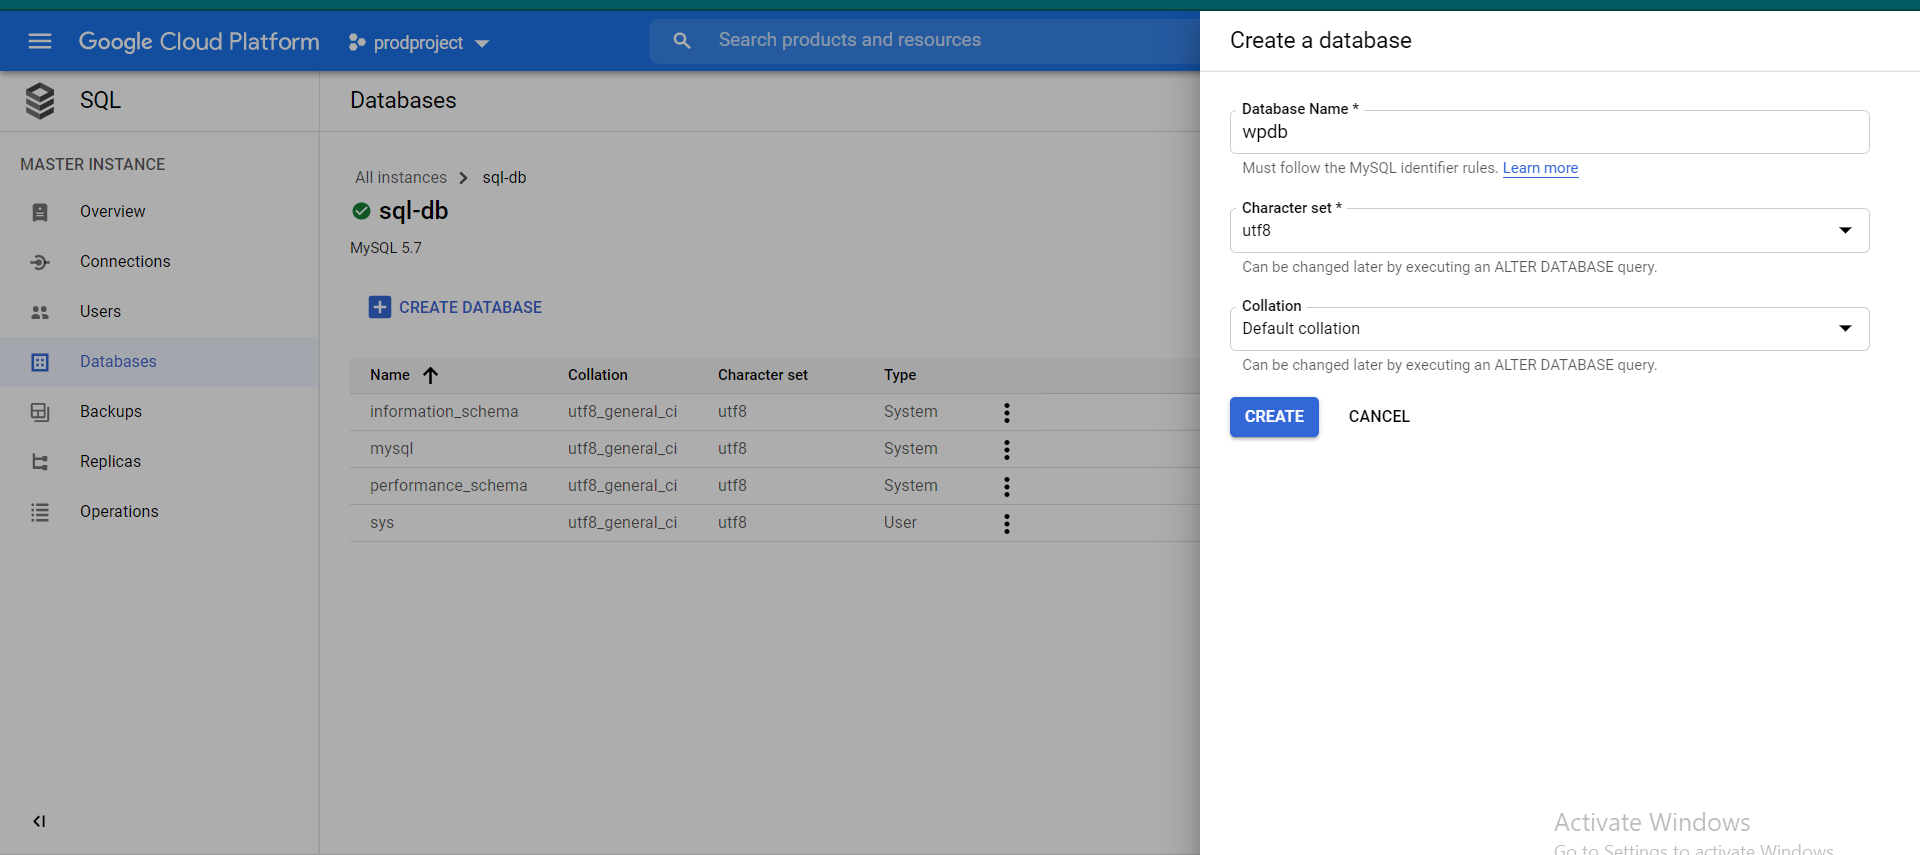 Google Cloud Platform
prodproject
Search products and resources
SQL
MASTER INSTANCE
Overview
Connections
Users
Databases
Backups
Replicas
Operations
Databases
All instances sql-db
sql-db
MySQL 5.7
CREATE DATABASE
Name Collation Character set Type
information_schema utf8_general_ci utf8 System
mysql utf8_general_ci utf8 System
performance_schema utf8_general_ci utf8 System
sys utf8_general_ci utf8 User
Create a database
Database Name *
wpdb
Must follow the MySQL identifier rules. Learn more
Character set *
utf8
Can be changed later by executing an ALTER DATABASE query.
Collation
Default collation
Can be changed later by executing an ALTER DATABASE query.
CREATE CANCEL
Activate Windows
Go to Settings to activate Windows.